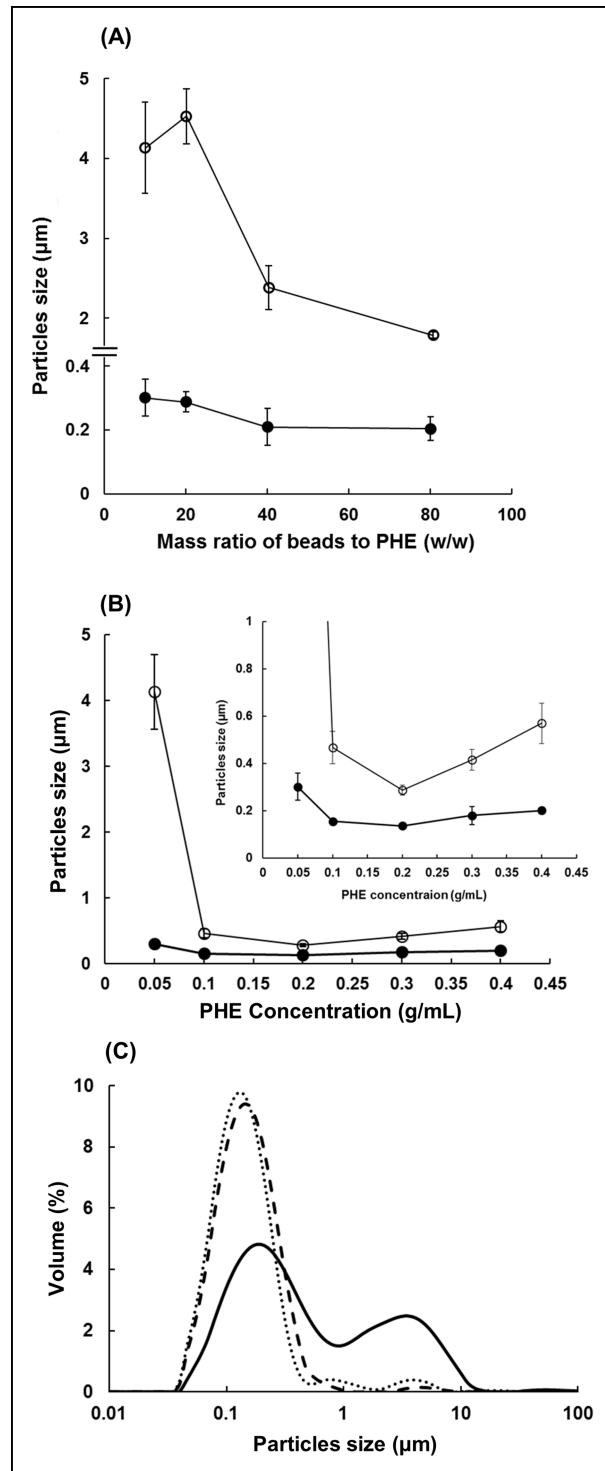 (A)
5
4
3
2
0.4
0.2
0
Particles size (µm)
0 20 40 60 80 100
Mass ratio of beads to PHE (w/w)
(B)
5
4
3
2
1
0
Particles size (µm)
1
0.8
0.6
0.4
0.2
0
Particles size (µm)
0 0.05 0.1 0.15 0.2 0.25 0.3 0.35 0.4 0.45
PHE concentraion (g/mL)
0 0.05 0.1 0.15 0.2 0.25 0.3 0.35 0.4 0.45
PHE Concentration (g/mL)
(C)
10
8
6
4
2
0
Volume (%)
0.01 0.1 1 10 100
Particles size (µm)